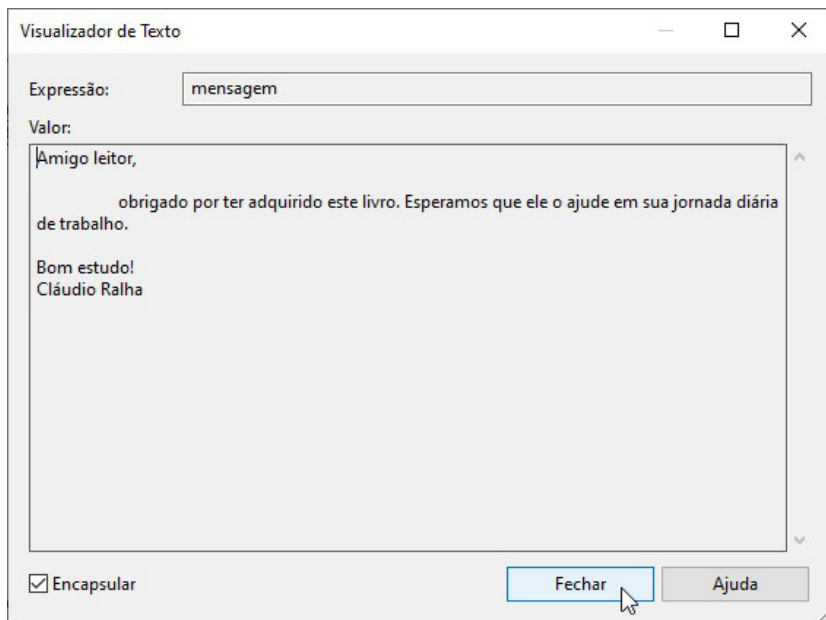 Visualizador de Texto
Expressão: mensagem
Valor:
Amigo leitor,
obrigado por ter adquirido este livro. Esperamos que ele o ajude em sua jornada diária
de trabalho.
Bom estudo!
Cláudio Ralha
Encapsular Fechar Ajuda